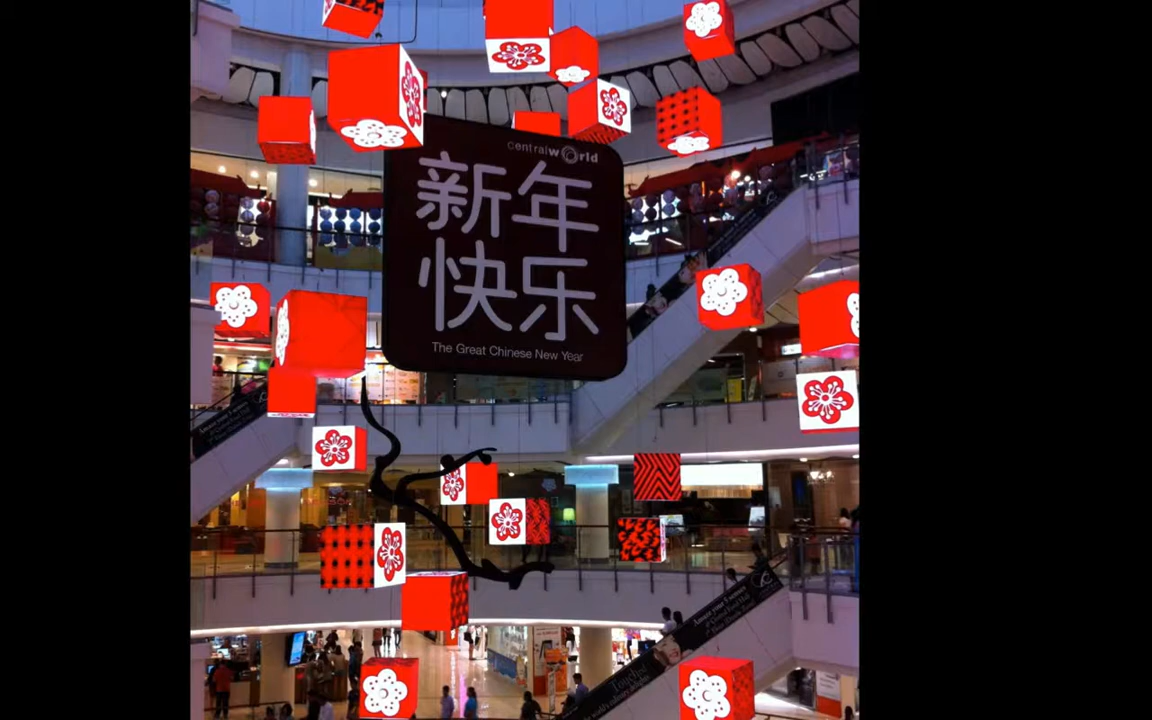 centralworld
新年
快乐
The Great Chinese New Year